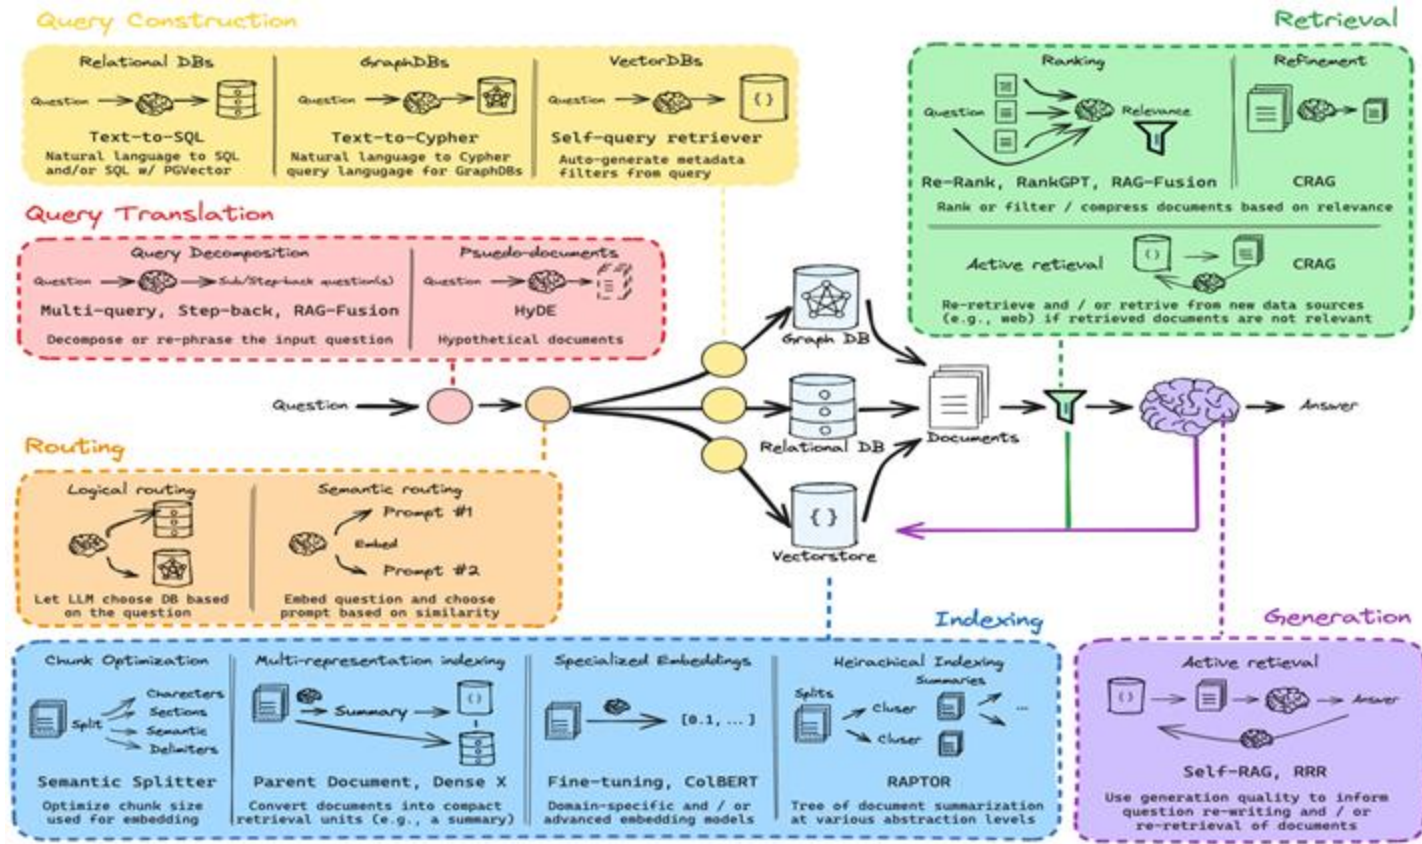 Query Construction
Relational DBs
Question
Text-to-SQL
Natural language to SQL
and/or SQL w/ PGVector
GraphDBs
Question
Text-to-Cypher
Natural language to Cypher
query langugage for GraphDBs
VectorDBs
Question
{ }
Self-query retriever
Auto-generate metadata
filters from query
Retrieval
Ranking
Question
Relevance
Re-Rank, RankGPT, RAG-Fusion
Refinement
CRAG
Rank or filter / compress documents based on relevance
Active retieval
{ }
CRAG
Re-retrieve and / or retrive from new data sources
(e.g., web) if retrieved documents are not relevant
Query Translation
Query Decomposition
Question
Sub/Step-back question(s)
Multi-query, Step-back, RAG-Fusion
Decompose or re-phrase the input question
Psuedo-documents
Question
HyDE
Hypothetical documents
Question
Graph DB
Relational DB
{ }
Vectorstore
Documents
Answer
Routing
Logical routing
Let LLM choose DB based
on the question
Semantic routing
Prompt #1
Embed
Prompt #2
Embed question and choose
prompt based on similarity
Indexing
Chunk Optimization
Split
Charecters
Sections
Semantic
Delimiters
Semantic Splitter
Optimize chunk size
used for embedding
Multi-representation indexing
Summary
{ }
Parent Document, Dense X
Convert documents into compact
retrieval units (e.g., a summary)
Specialized Embeddings
[0.1, ...]
Fine-tuning, ColBERT
Domain-specific and / or
advanced embedding models
Heirachical Indexing
Splits
Summaries
Cluser
Cluser
...
RAPTOR
Tree of document summarization
at various abstraction levels
Generation
Active retieval
{ }
Answer
Self-RAG, RRR
Use generation quality to inform
question re-writing and / or
re-retrieval of documents